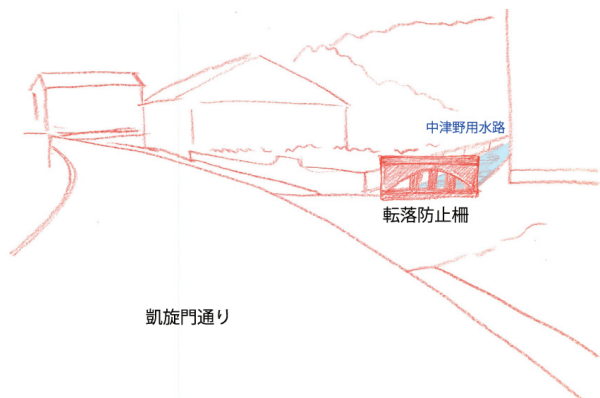 中津野用水路
転落防止柵
凱旋門通り